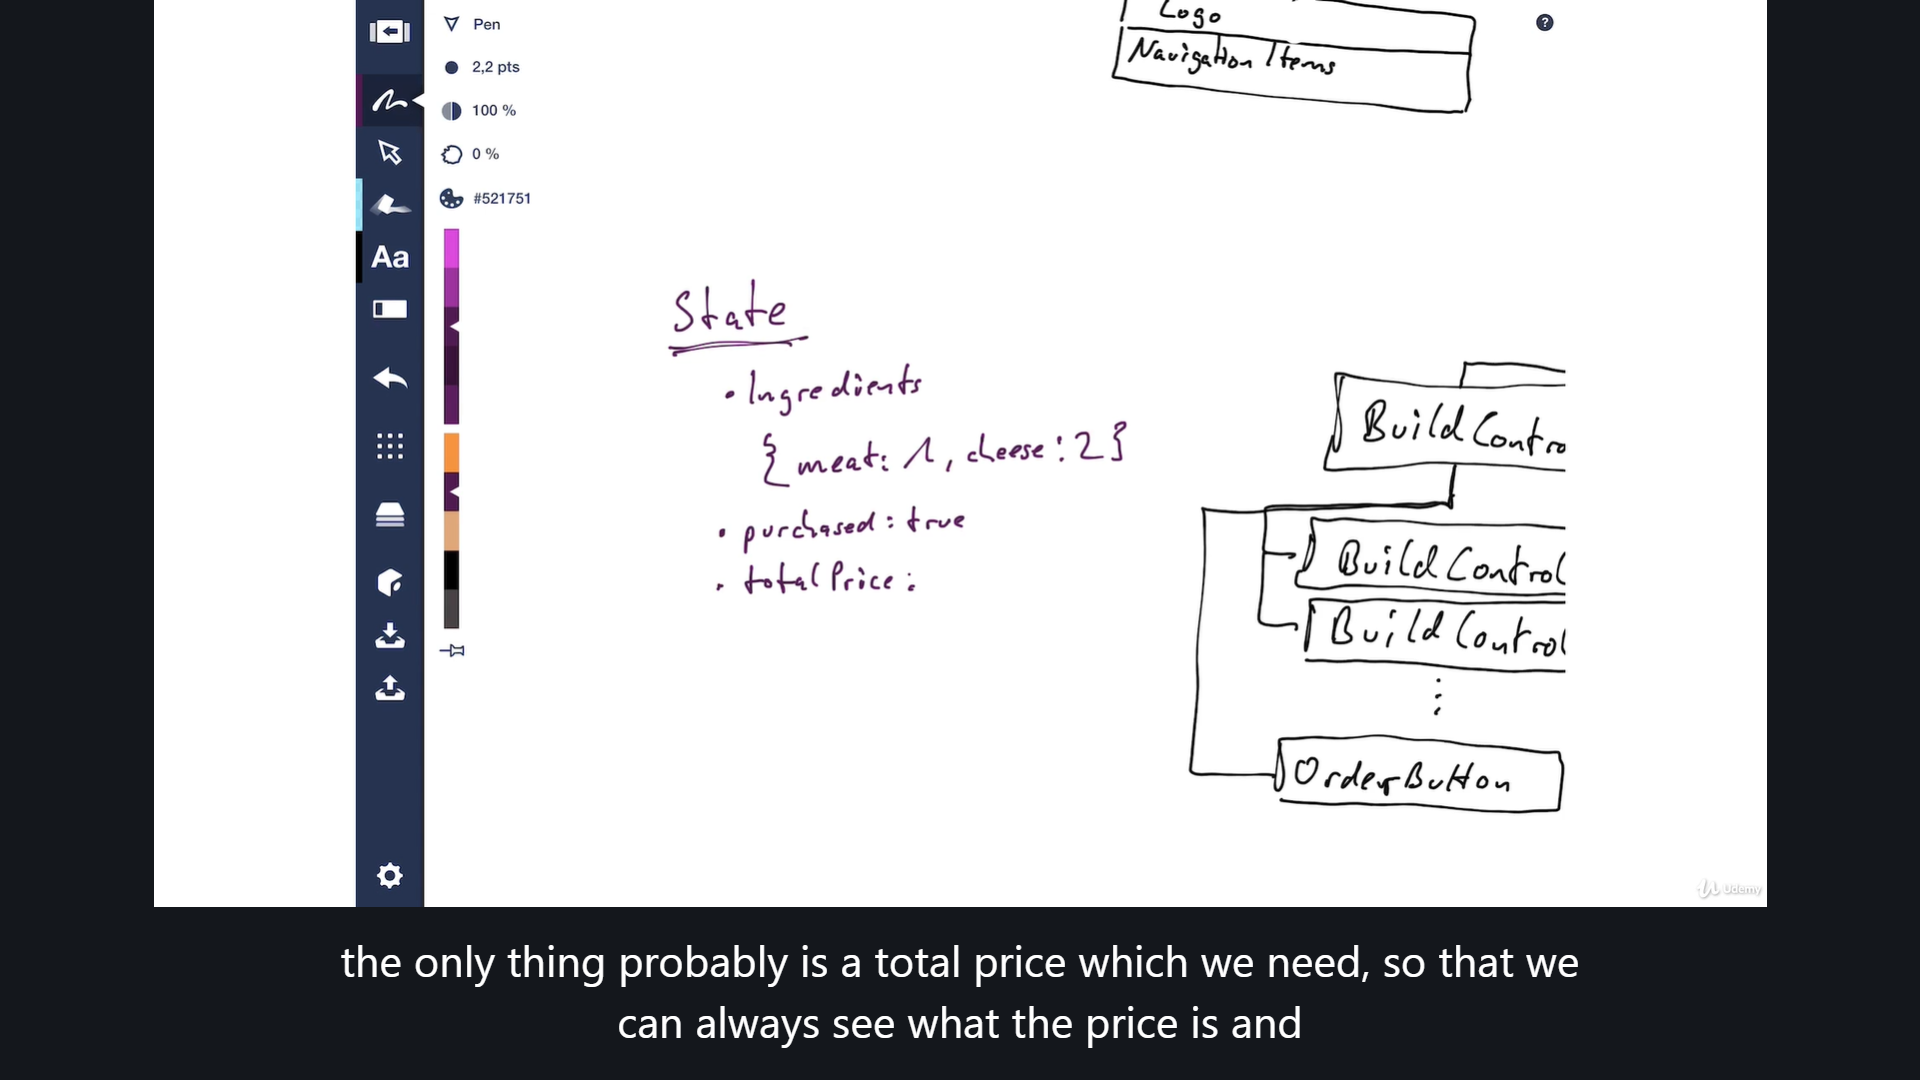 Pen
2,2 pts
100 %
0 %
#521751
Aa
Logo
Navigation Items
?
State
• Ingredients
{ meat: 1, cheese: 2 }
• purchased: true
• totalPrice:
Build Contro
Build Control
Build Control
⋮
OrderButton
Udemy
the only thing probably is a total price which we need, so that we
can always see what the price is and